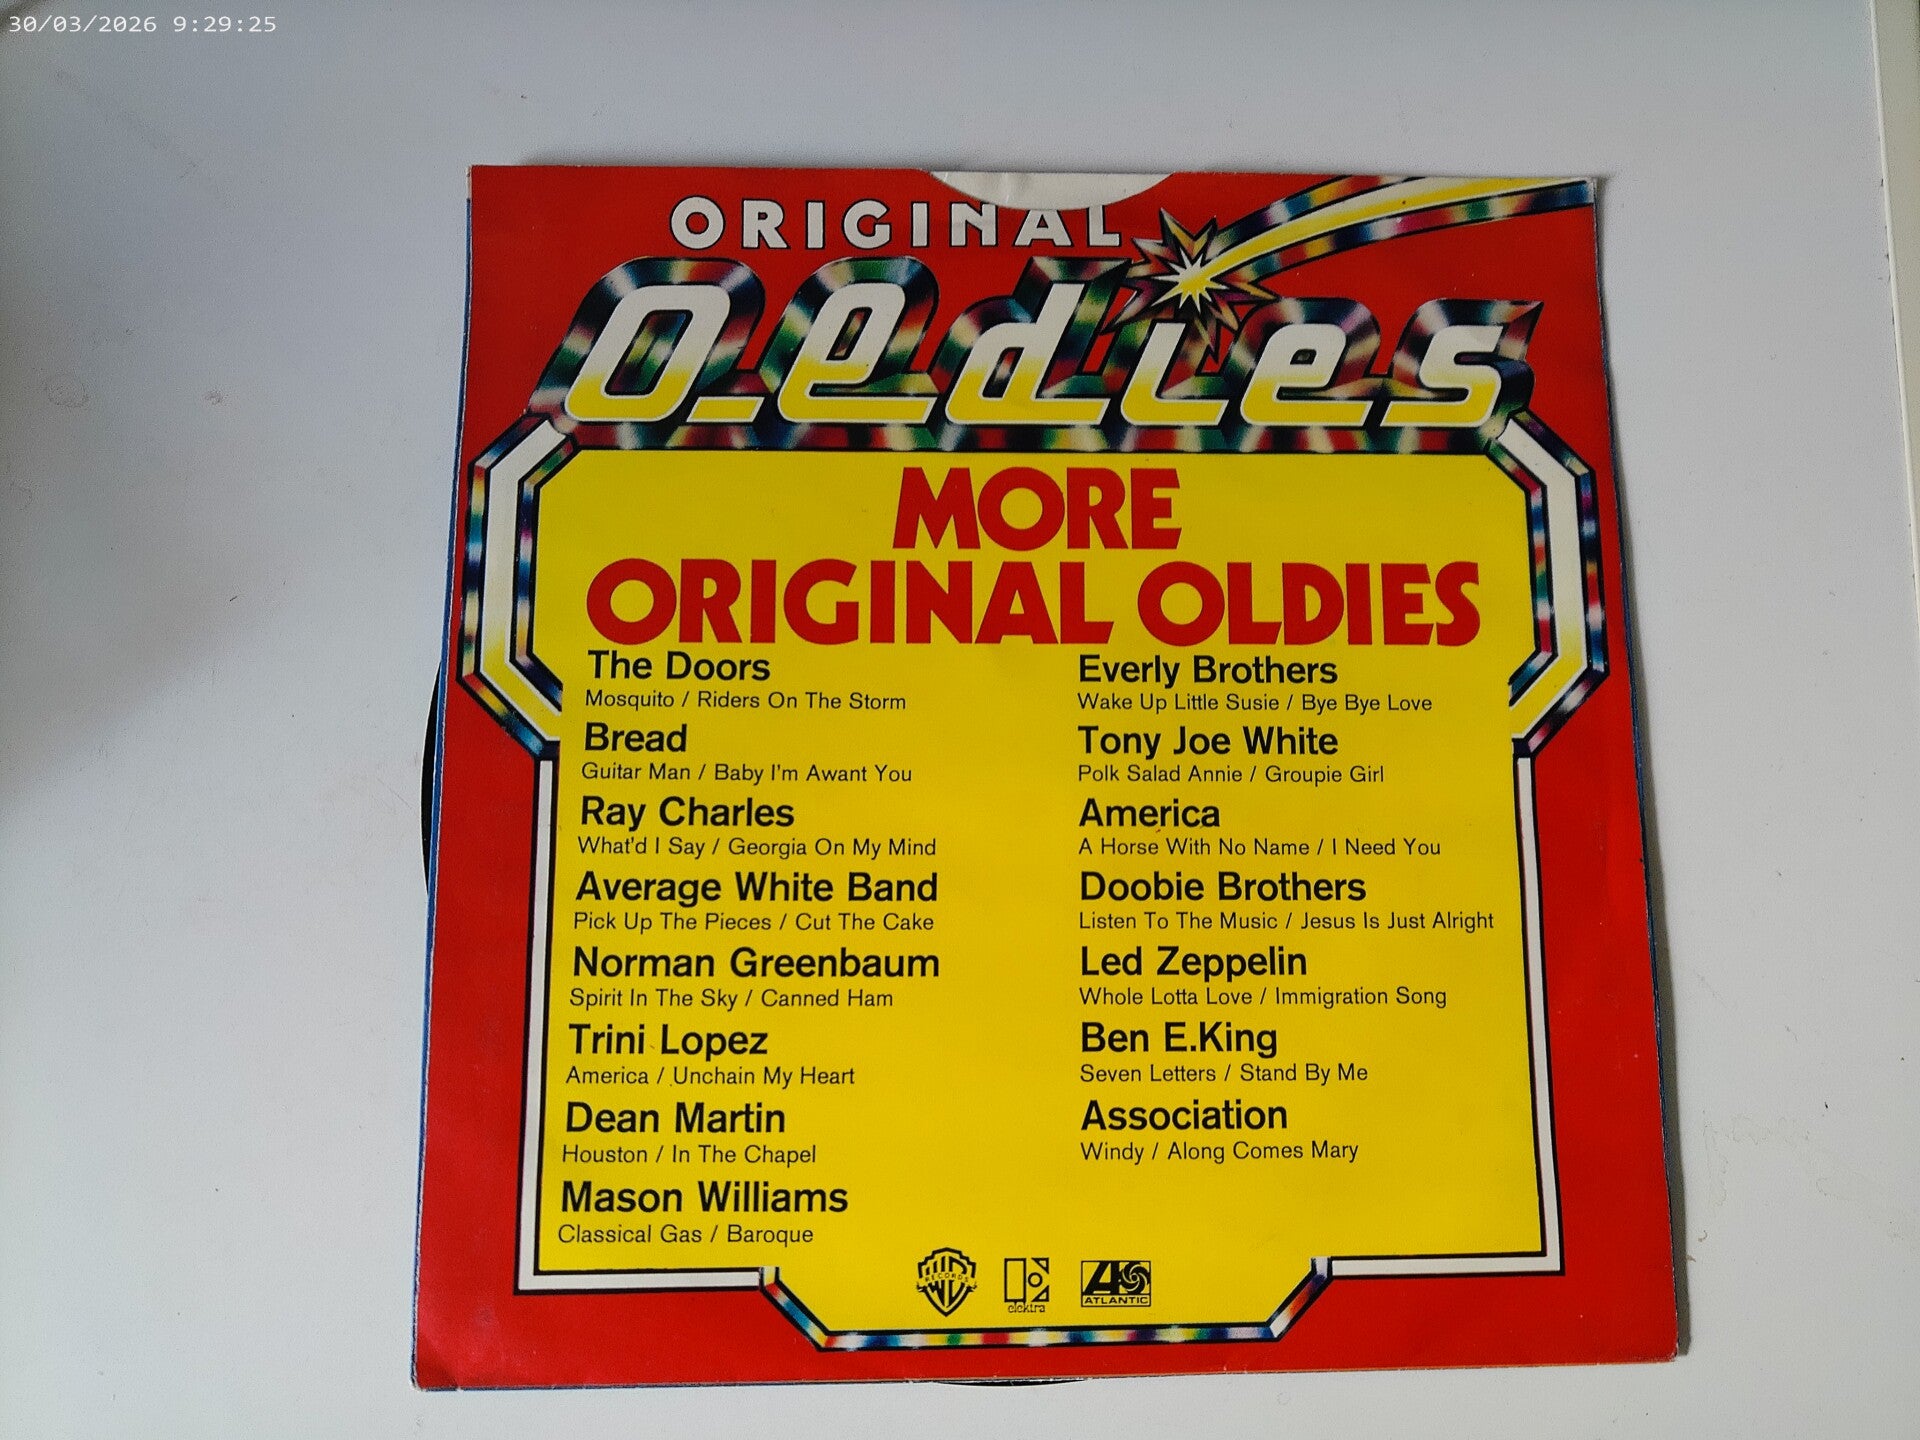 30/03/2026 9:29:25
ORIGINAL
Oldies
MORE
ORIGINAL OLDIES
The Doors
Mosquito / Riders On The Storm
Bread
Guitar Man / Baby I'm Awant You
Ray Charles
What'd I Say / Georgia On My Mind
Average White Band
Pick Up The Pieces / Cut The Cake
Norman Greenbaum
Spirit In The Sky / Canned Ham
Trini Lopez
America / Unchain My Heart
Dean Martin
Houston / In The Chapel
Mason Williams
Classical Gas / Baroque
Everly Brothers
Wake Up Little Susie / Bye Bye Love
Tony Joe White
Polk Salad Annie / Groupie Girl
America
A Horse With No Name / I Need You
Doobie Brothers
Listen To The Music / Jesus Is Just Alright
Led Zeppelin
Whole Lotta Love / Immigration Song
Ben E.King
Seven Letters / Stand By Me
Association
Windy / Along Comes Mary
WB RECORDS
elektra
ATLANTIC